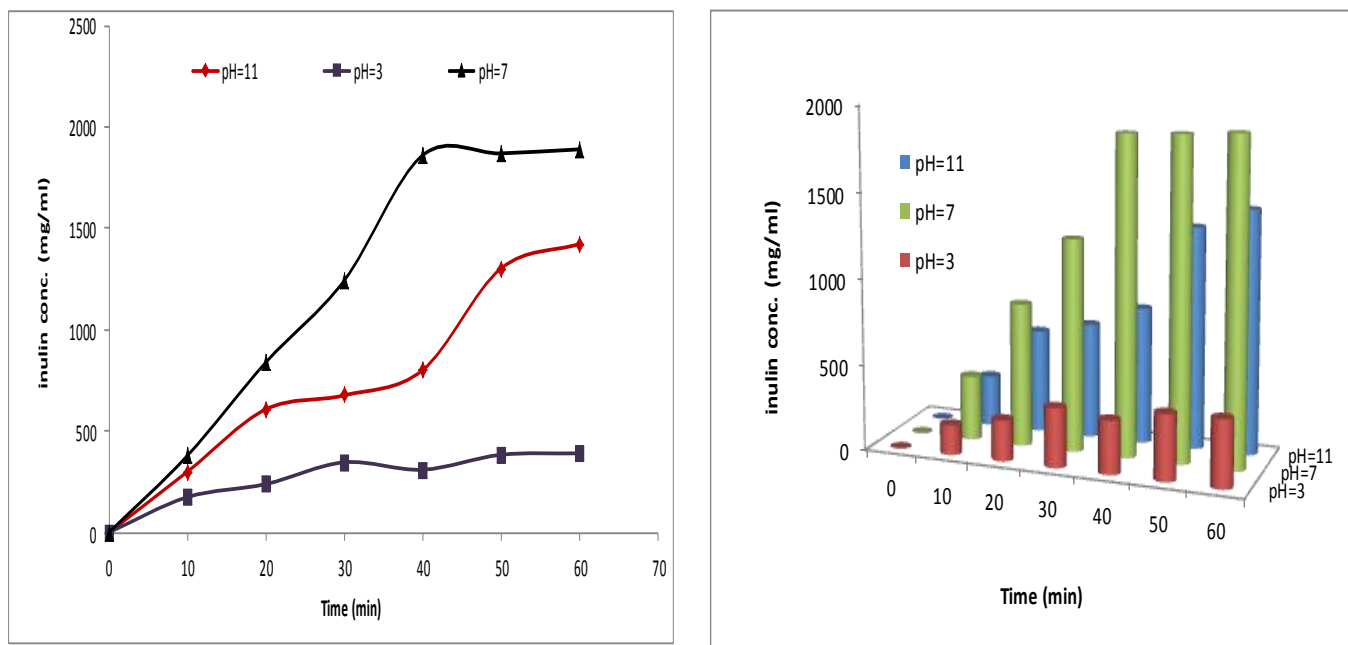 2500
2000
1500
1000
500
0
inulin conc. (mg/ml)
pH=11 pH=3 pH=7
0 10 20 30 40 50 60 70
Time (min)
2000
1500
1000
500
0
inulin conc. (mg/ml)
pH=11
pH=7
pH=3
0 10 20 30 40 50 60
pH=11
pH=7
pH=3
Time (min)